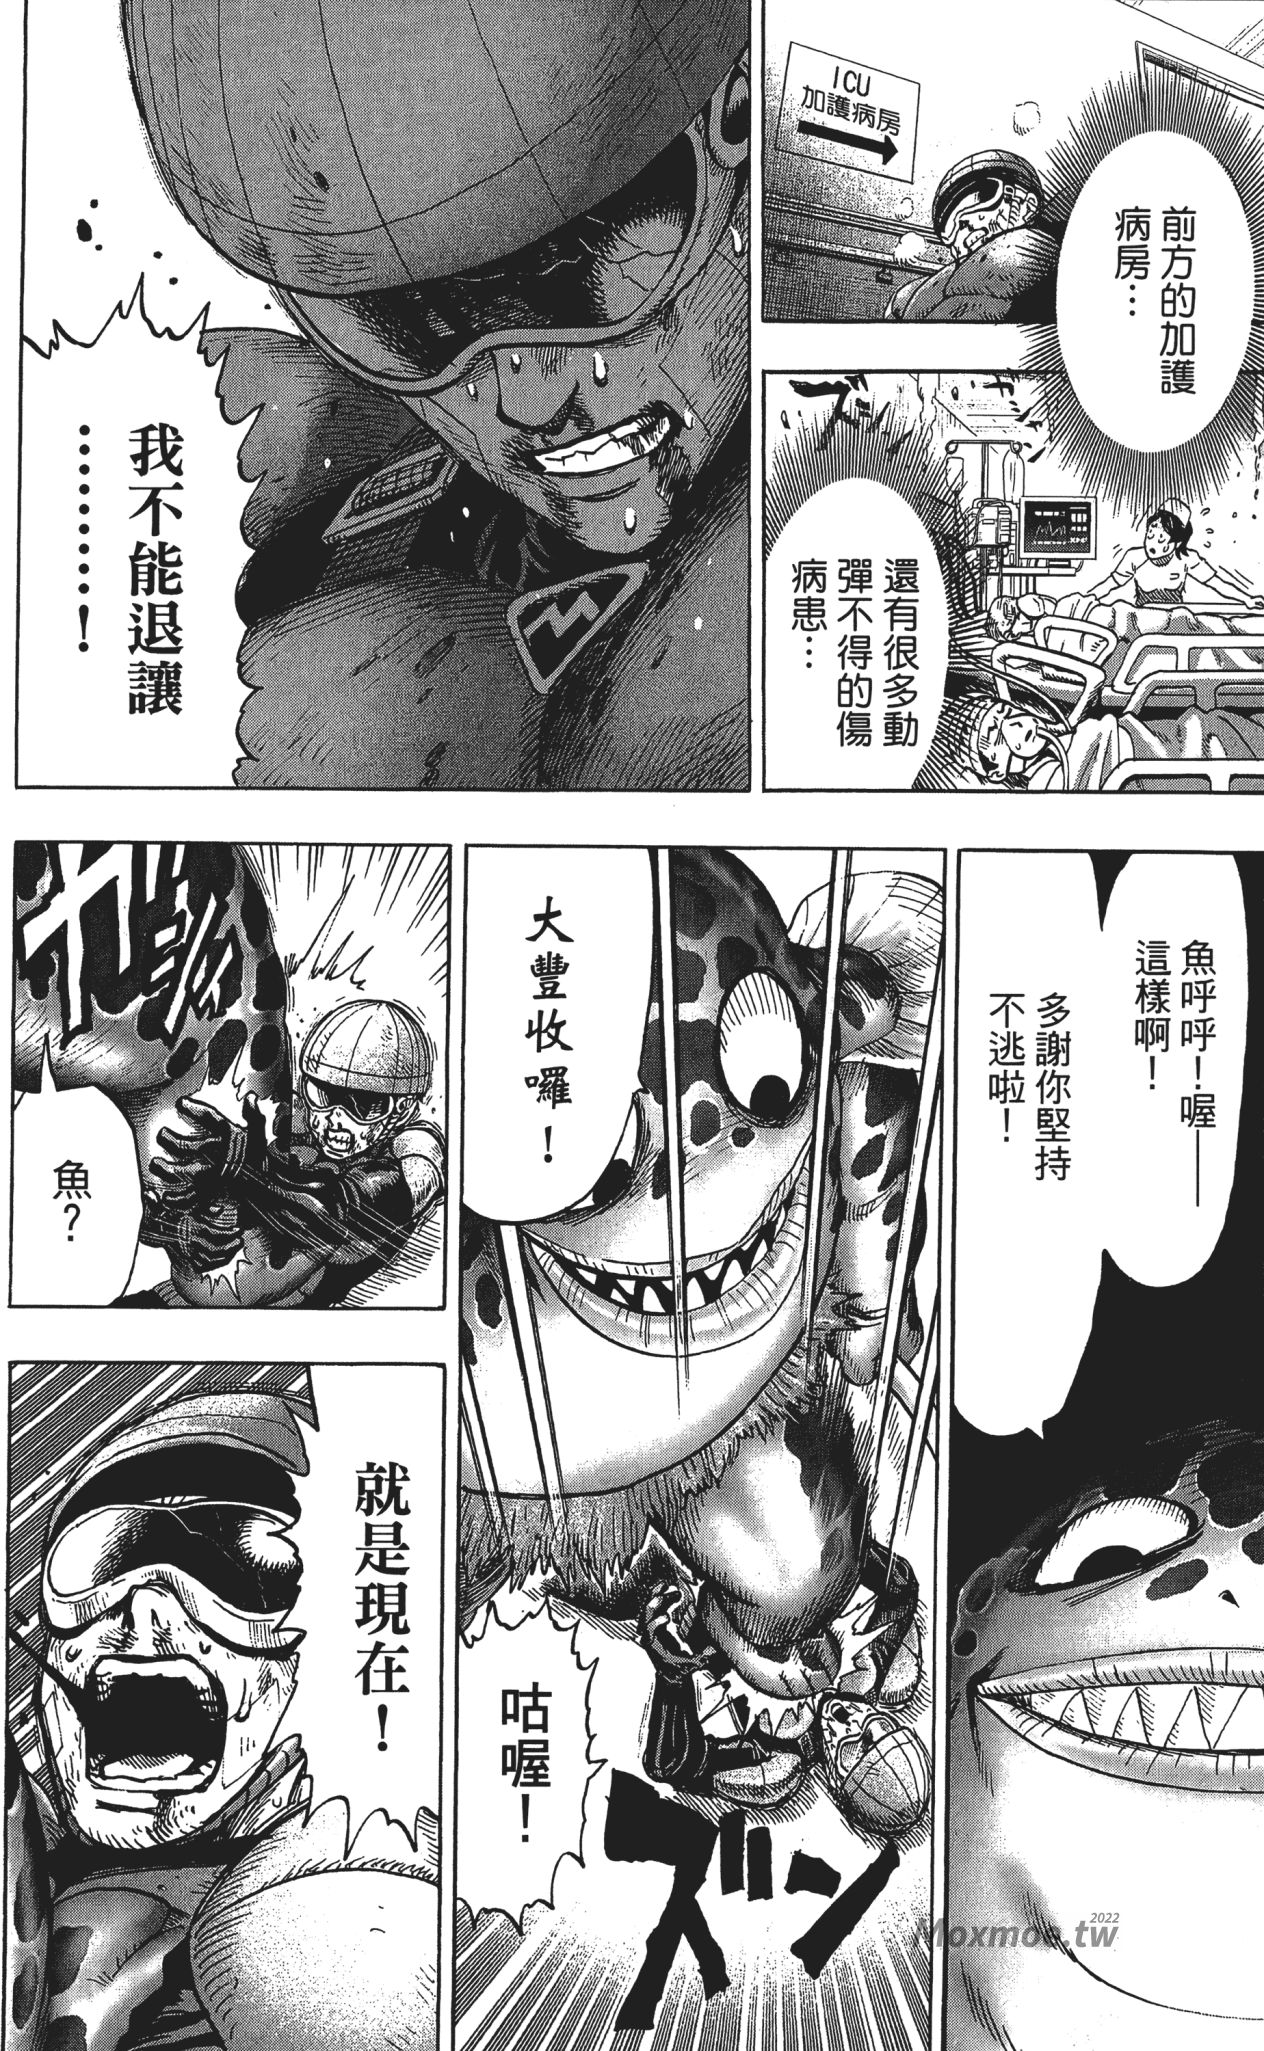 ICU
加護病房
前方的加護
病房…
還有很多動
彈不得的傷
病患…
我不能退讓
………！
魚呼呼！喔──
這樣啊！
多謝你堅持
不逃啦！
大豐收囉！
咕喔！
魚？
就是現在！
2022
Moxmoe.tw